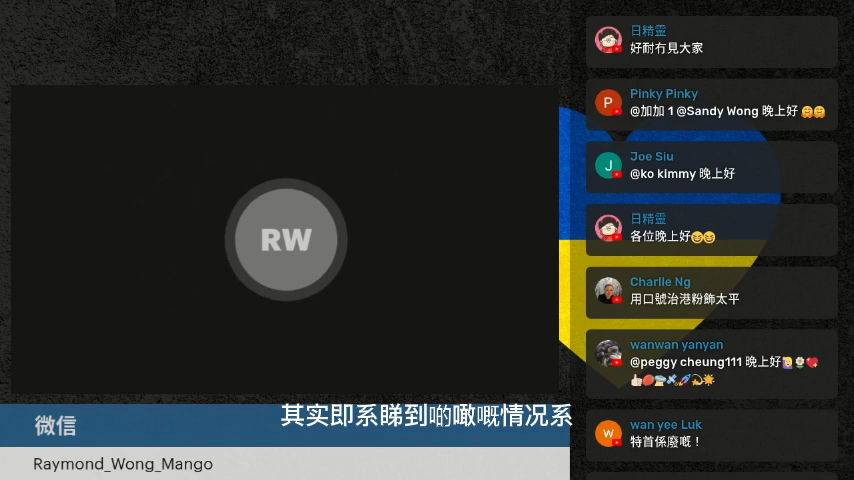 RW
其实即系睇到啲噉嘅情况系
微信
Raymond_Wong_Mango
日精靈
好耐冇見大家
Pinky Pinky
@加加 1 @Sandy Wong 晚上好 🤗🤗
Joe Siu
@ko kimmy 晚上好
日精靈
各位晚上好😆😆
Charlie Ng
用口號治港粉飾太平
wanwan yanyan
@peggy cheung111 晚上好
wan yee Luk
特首係廢嘅！